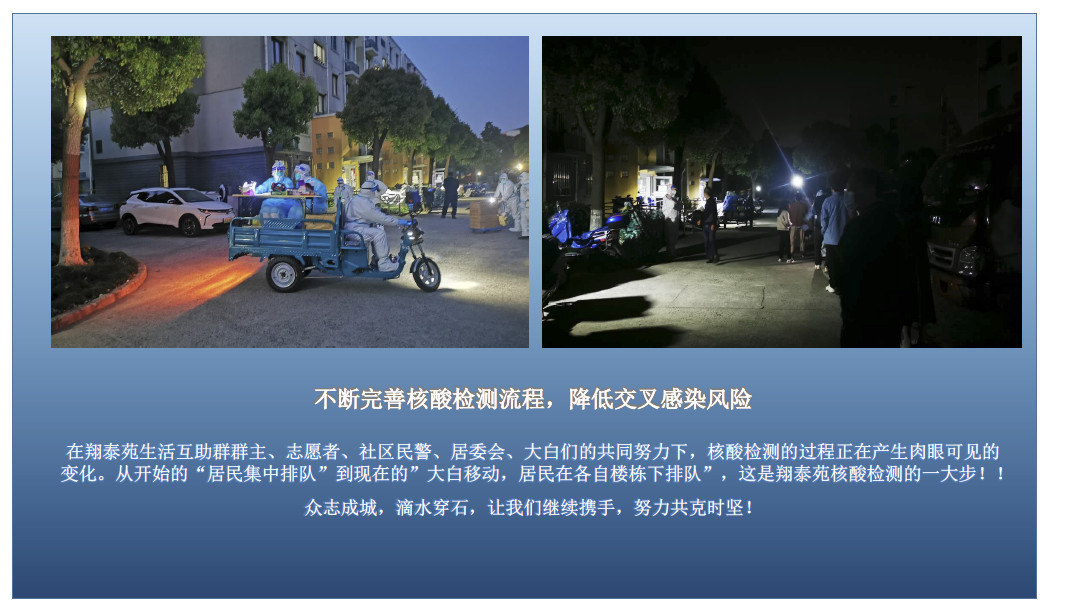 不断完善核酸检测流程，降低交叉感染风险
在翔泰苑生活互助群群主、志愿者、社区民警、居委会、大白们的共同努力下，核酸检测的过程正在产生肉眼可见的
变化。从开始的“居民集中排队”到现在的”大白移动，居民在各自楼栋下排队”，这是翔泰苑核酸检测的一大步！！
众志成城，滴水穿石，让我们继续携手，努力共克时坚！